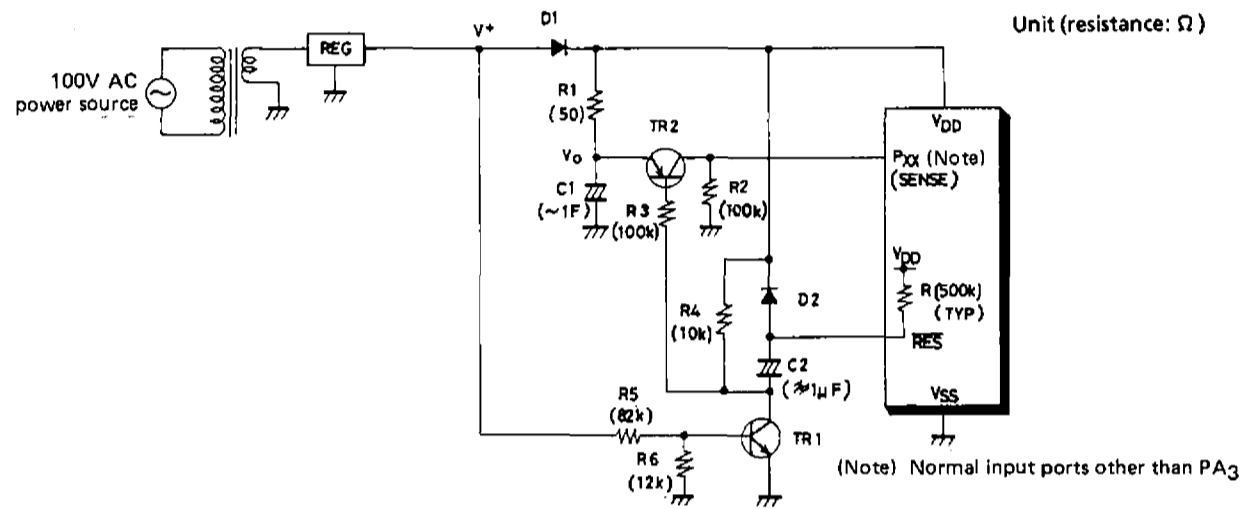 Unit (resistance: Ω)
D1
V+
REG
100V AC
power source
R1
(50)
TR2
VDD
Vo
PXX (Note)
(SENSE)
C1
(~1F)
R2
(100k)
R3
(100k)
VDD
R4
(10k)
D2
R(500k)
(TYP)
RES
C2
(≈1μF)
R5
(82k)
VSS
TR1
R6
(12k)
(Note) Normal input ports other than PA3